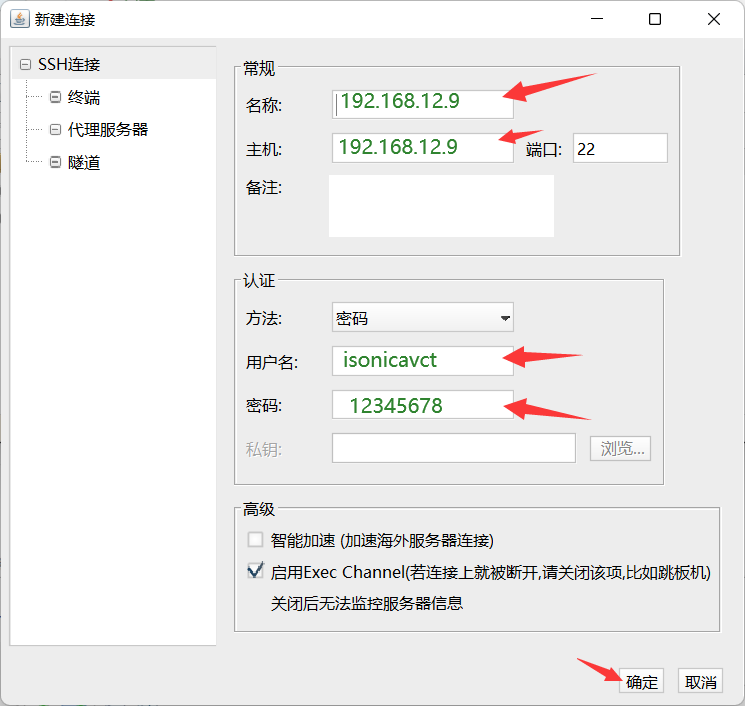 新建连接
SSH连接
终端
代理服务器
隧道
常规
名称: 192.168.12.9
主机: 192.168.12.9 端口: 22
备注:
认证
方法: 密码
用户名: isonicavct
密码: 12345678
私钥: 浏览...
高级
智能加速 (加速海外服务器连接)
启用Exec Channel(若连接上就被断开,请关闭该项,比如跳板机)
关闭后无法监控服务器信息
确定 取消